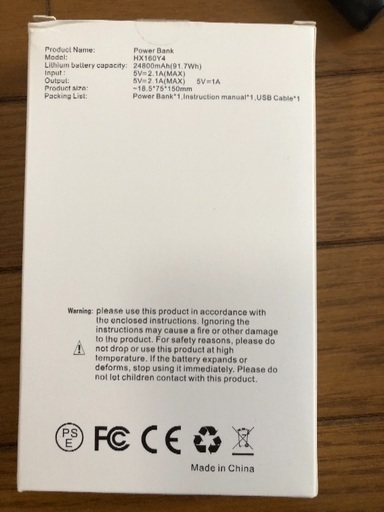 Product Name: Power Bank
Model: HX160Y4
Lithium battery capacity: 24800mAh(91.7Wh)
Input : 5V=2.1A(MAX)
Output: 5V=2.1A(MAX) 5V=1A
Product size: ~18.5*75*150mm
Packing List: Power Bank*1,Instruction manual*1,USB Cable*1
Warning: please use this product in accordance with
the enclosed instructions. Ignoring the
instructions may cause a fire or other damage
to the product. For safety reasons, please do
not drop or use this product at high
temperature. If the battery expands or
deforms, stop using it immediately. Please do
not let children contact with this product.
PS
E
FC CE
Made in China